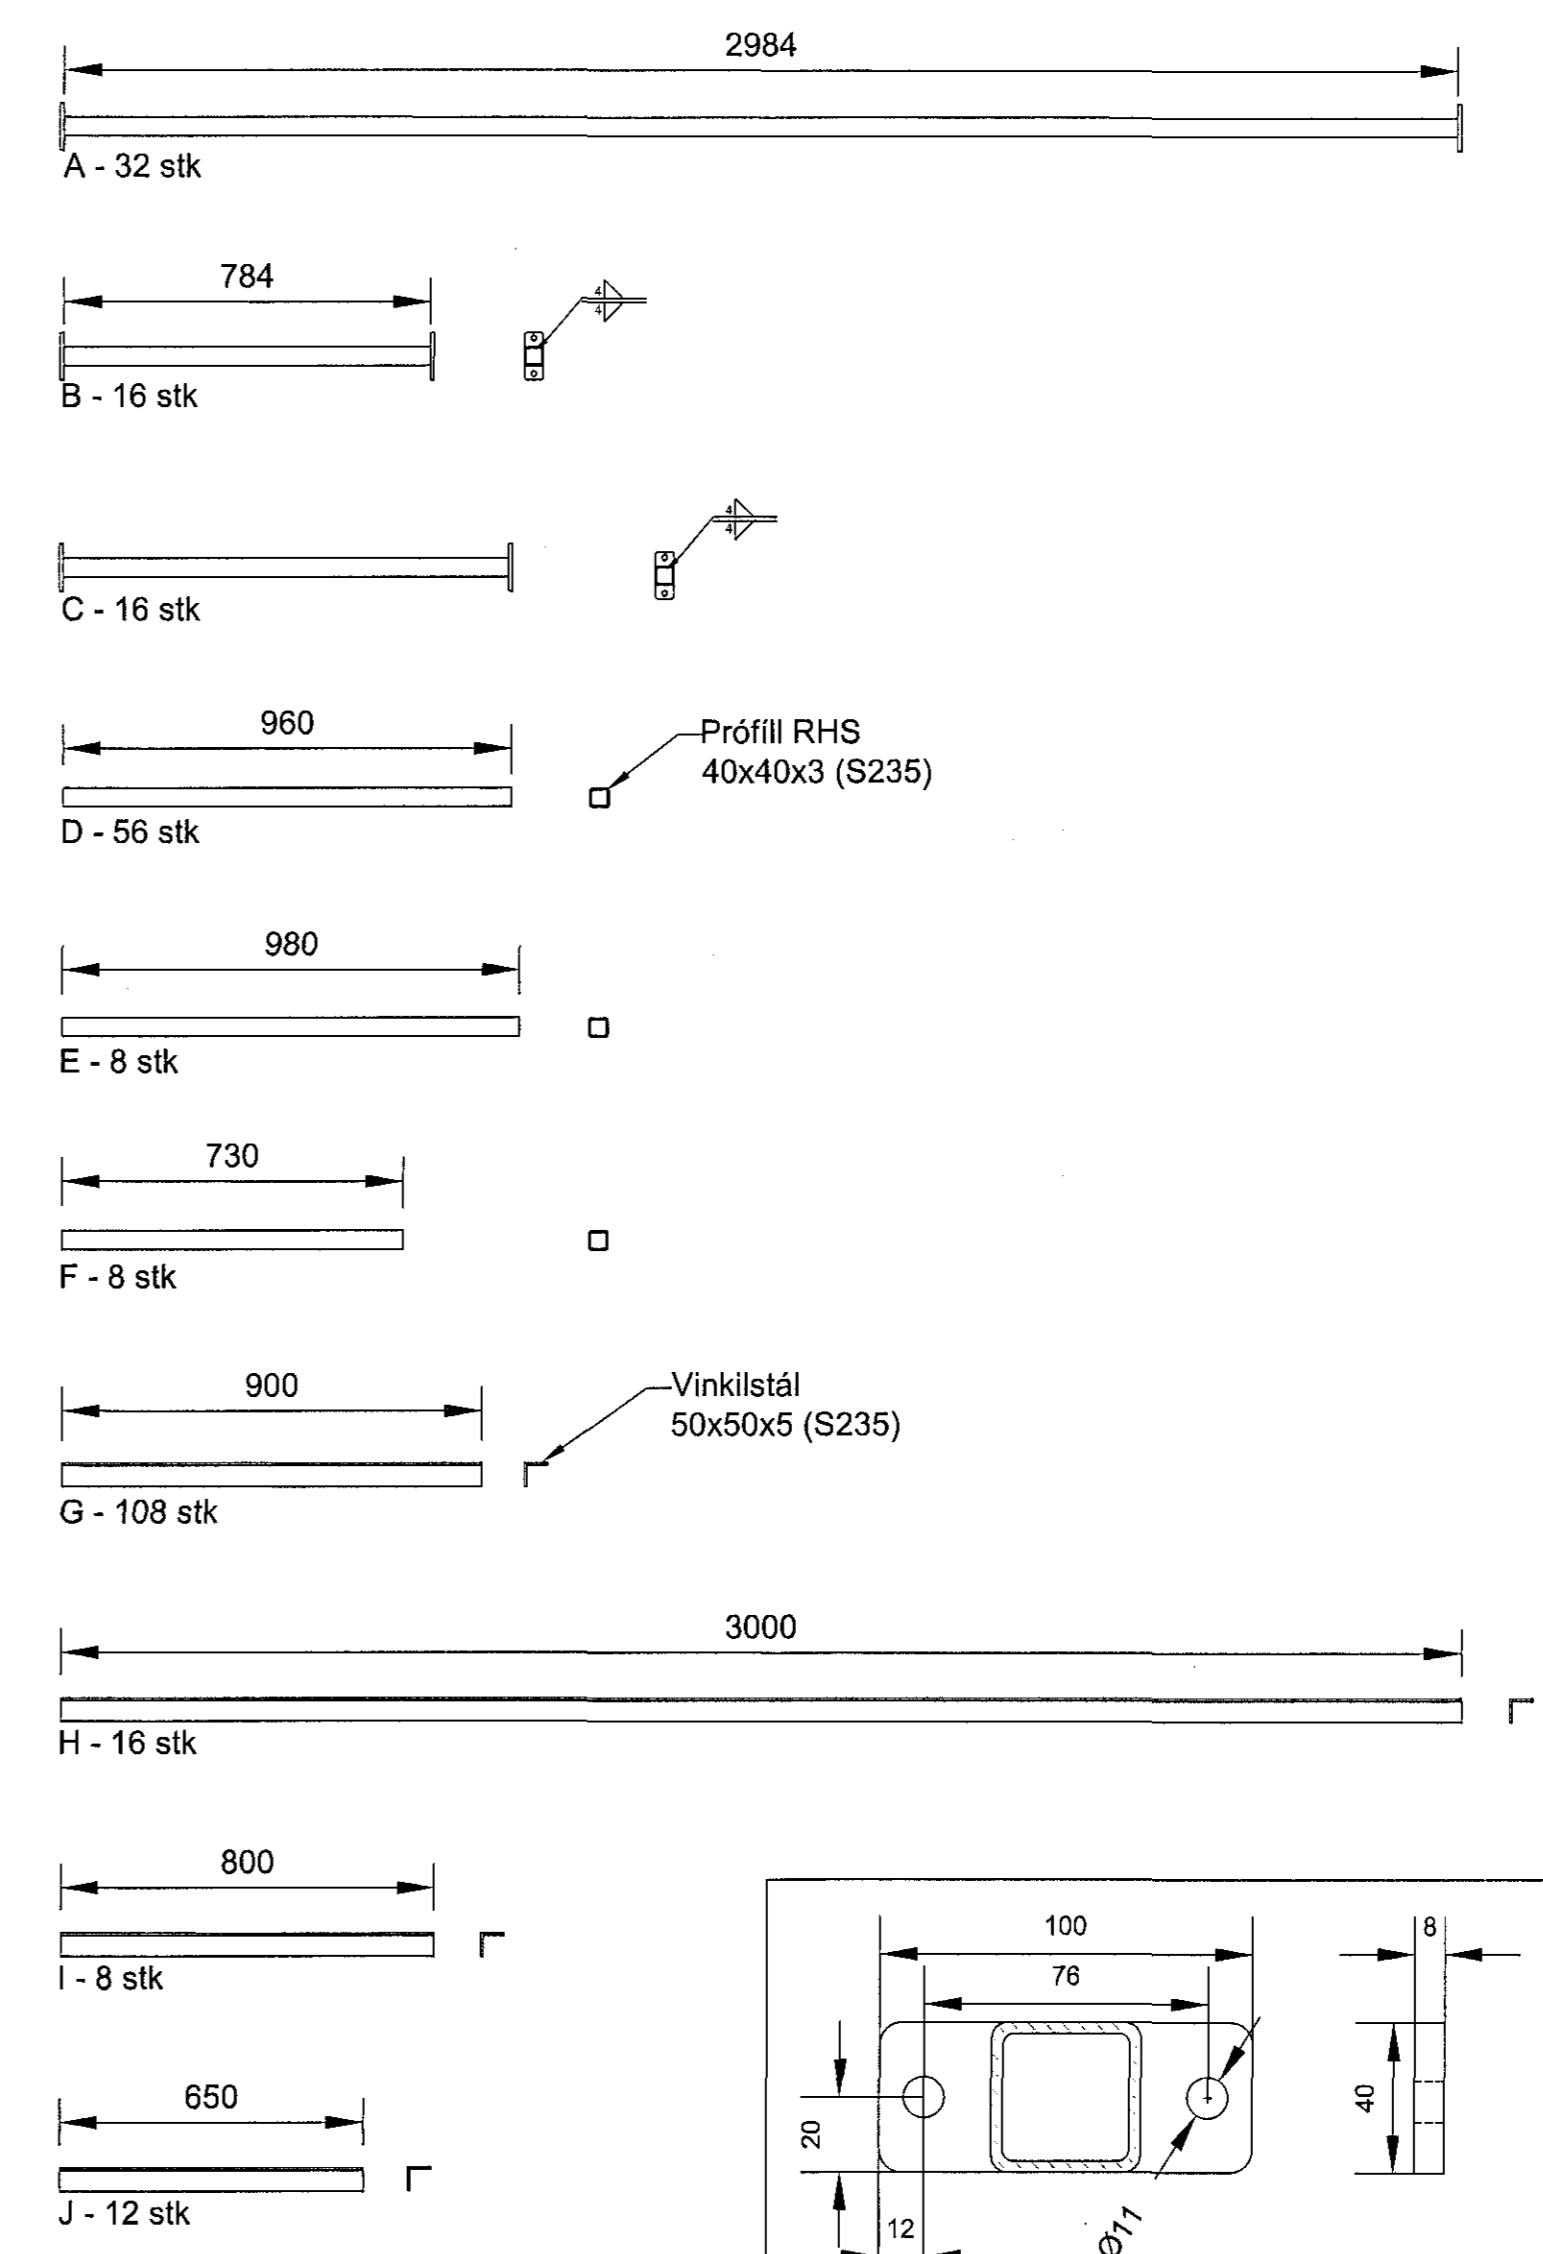 2984
A - 32 stk
784
4
4
B - 16 stk
4
4
C - 16 stk
960
Prófíll RHS
40x40x3 (S235)
D - 56 stk
980
E - 8 stk
730
F - 8 stk
900
Vinkilstál
50x50x5 (S235)
G - 108 stk
3000
H - 16 stk
800
I - 8 stk
100
8
76
40
20
12
Ø11
650
J - 12 stk